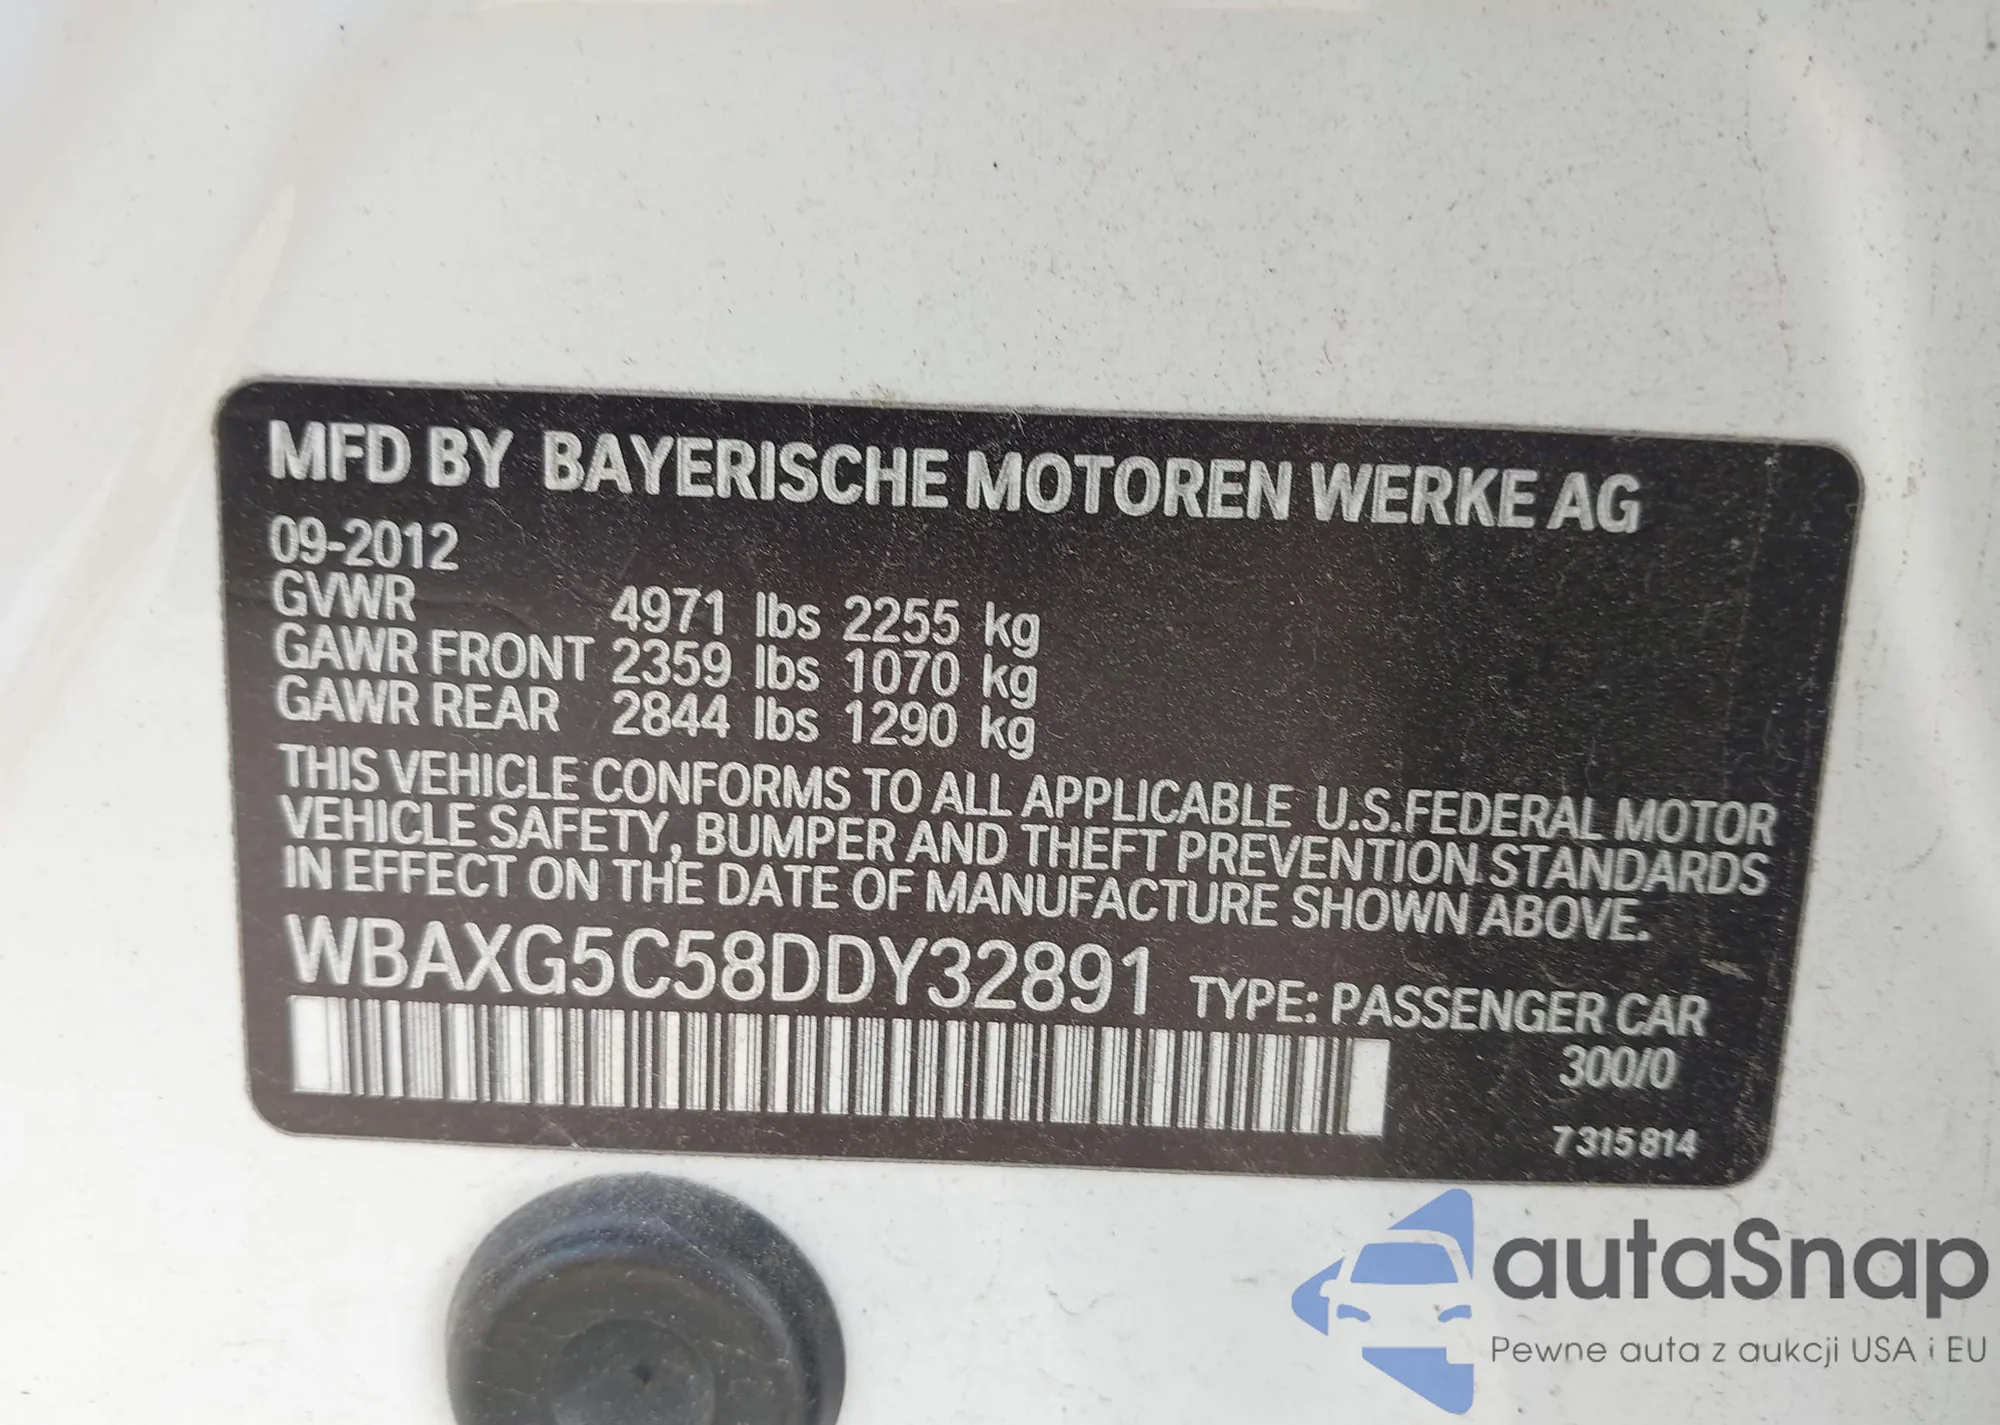 MFD BY BAYERISCHE MOTOREN WERKE AG
09-2012
GVWR 4971 lbs 2255 kg
GAWR FRONT 2359 lbs 1070 kg
GAWR REAR 2844 lbs 1290 kg
THIS VEHICLE CONFORMS TO ALL APPLICABLE U.S.FEDERAL MOTOR
VEHICLE SAFETY, BUMPER AND THEFT PREVENTION STANDARDS
IN EFFECT ON THE DATE OF MANUFACTURE SHOWN ABOVE.
WBAXG5C58DDY32891 TYPE: PASSENGER CAR
300/0
7315814
autaSnap
Pewne auta z aukcji USA i EU